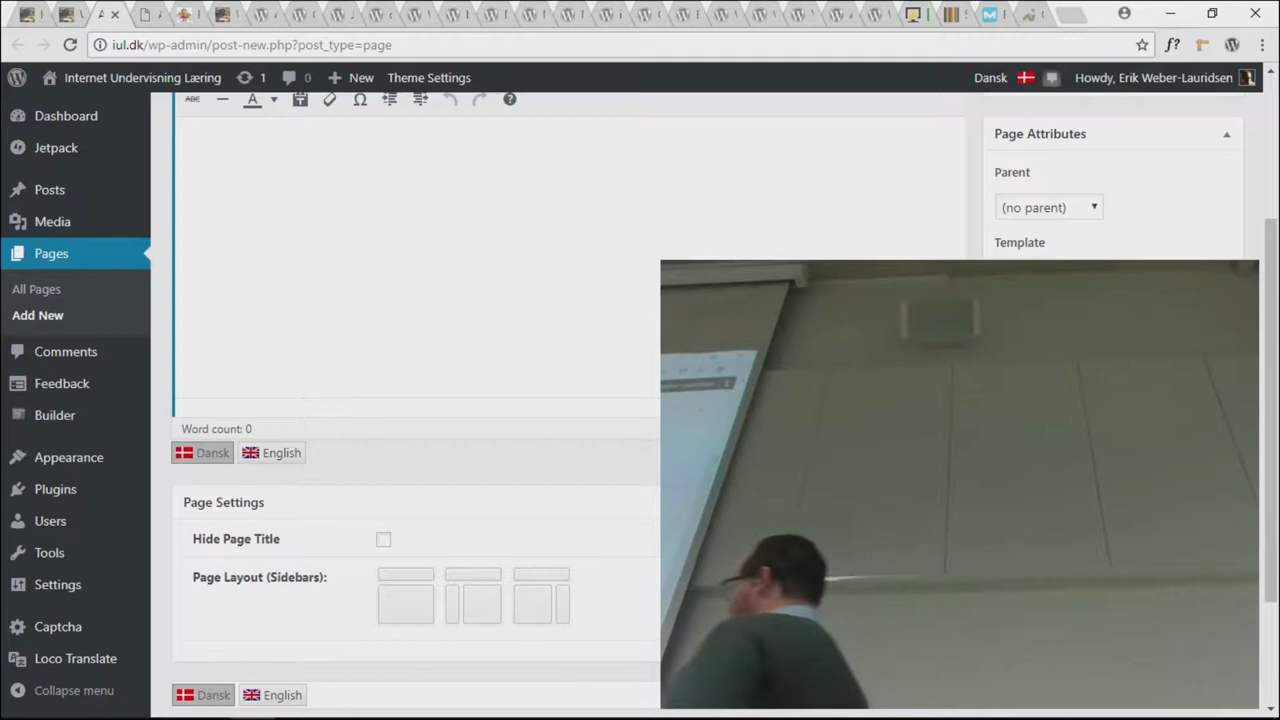 iul.dk/wp-admin/post-new.php?post_type=page
f?
Internet Undervisning Læring
1
0
New
Theme Settings
Dansk
Howdy, Erik Weber-Lauridsen
Dashboard
Jetpack
Posts
Media
Pages
All Pages
Add New
Comments
Feedback
Builder
Appearance
Plugins
Users
Tools
Settings
Captcha
Loco Translate
Collapse menu
ABC
A
Ω
Word count: 0
Dansk
English
Page Settings
Hide Page Title
Page Layout (Sidebars):
Dansk
English
Page Attributes
Parent
(no parent)
Template